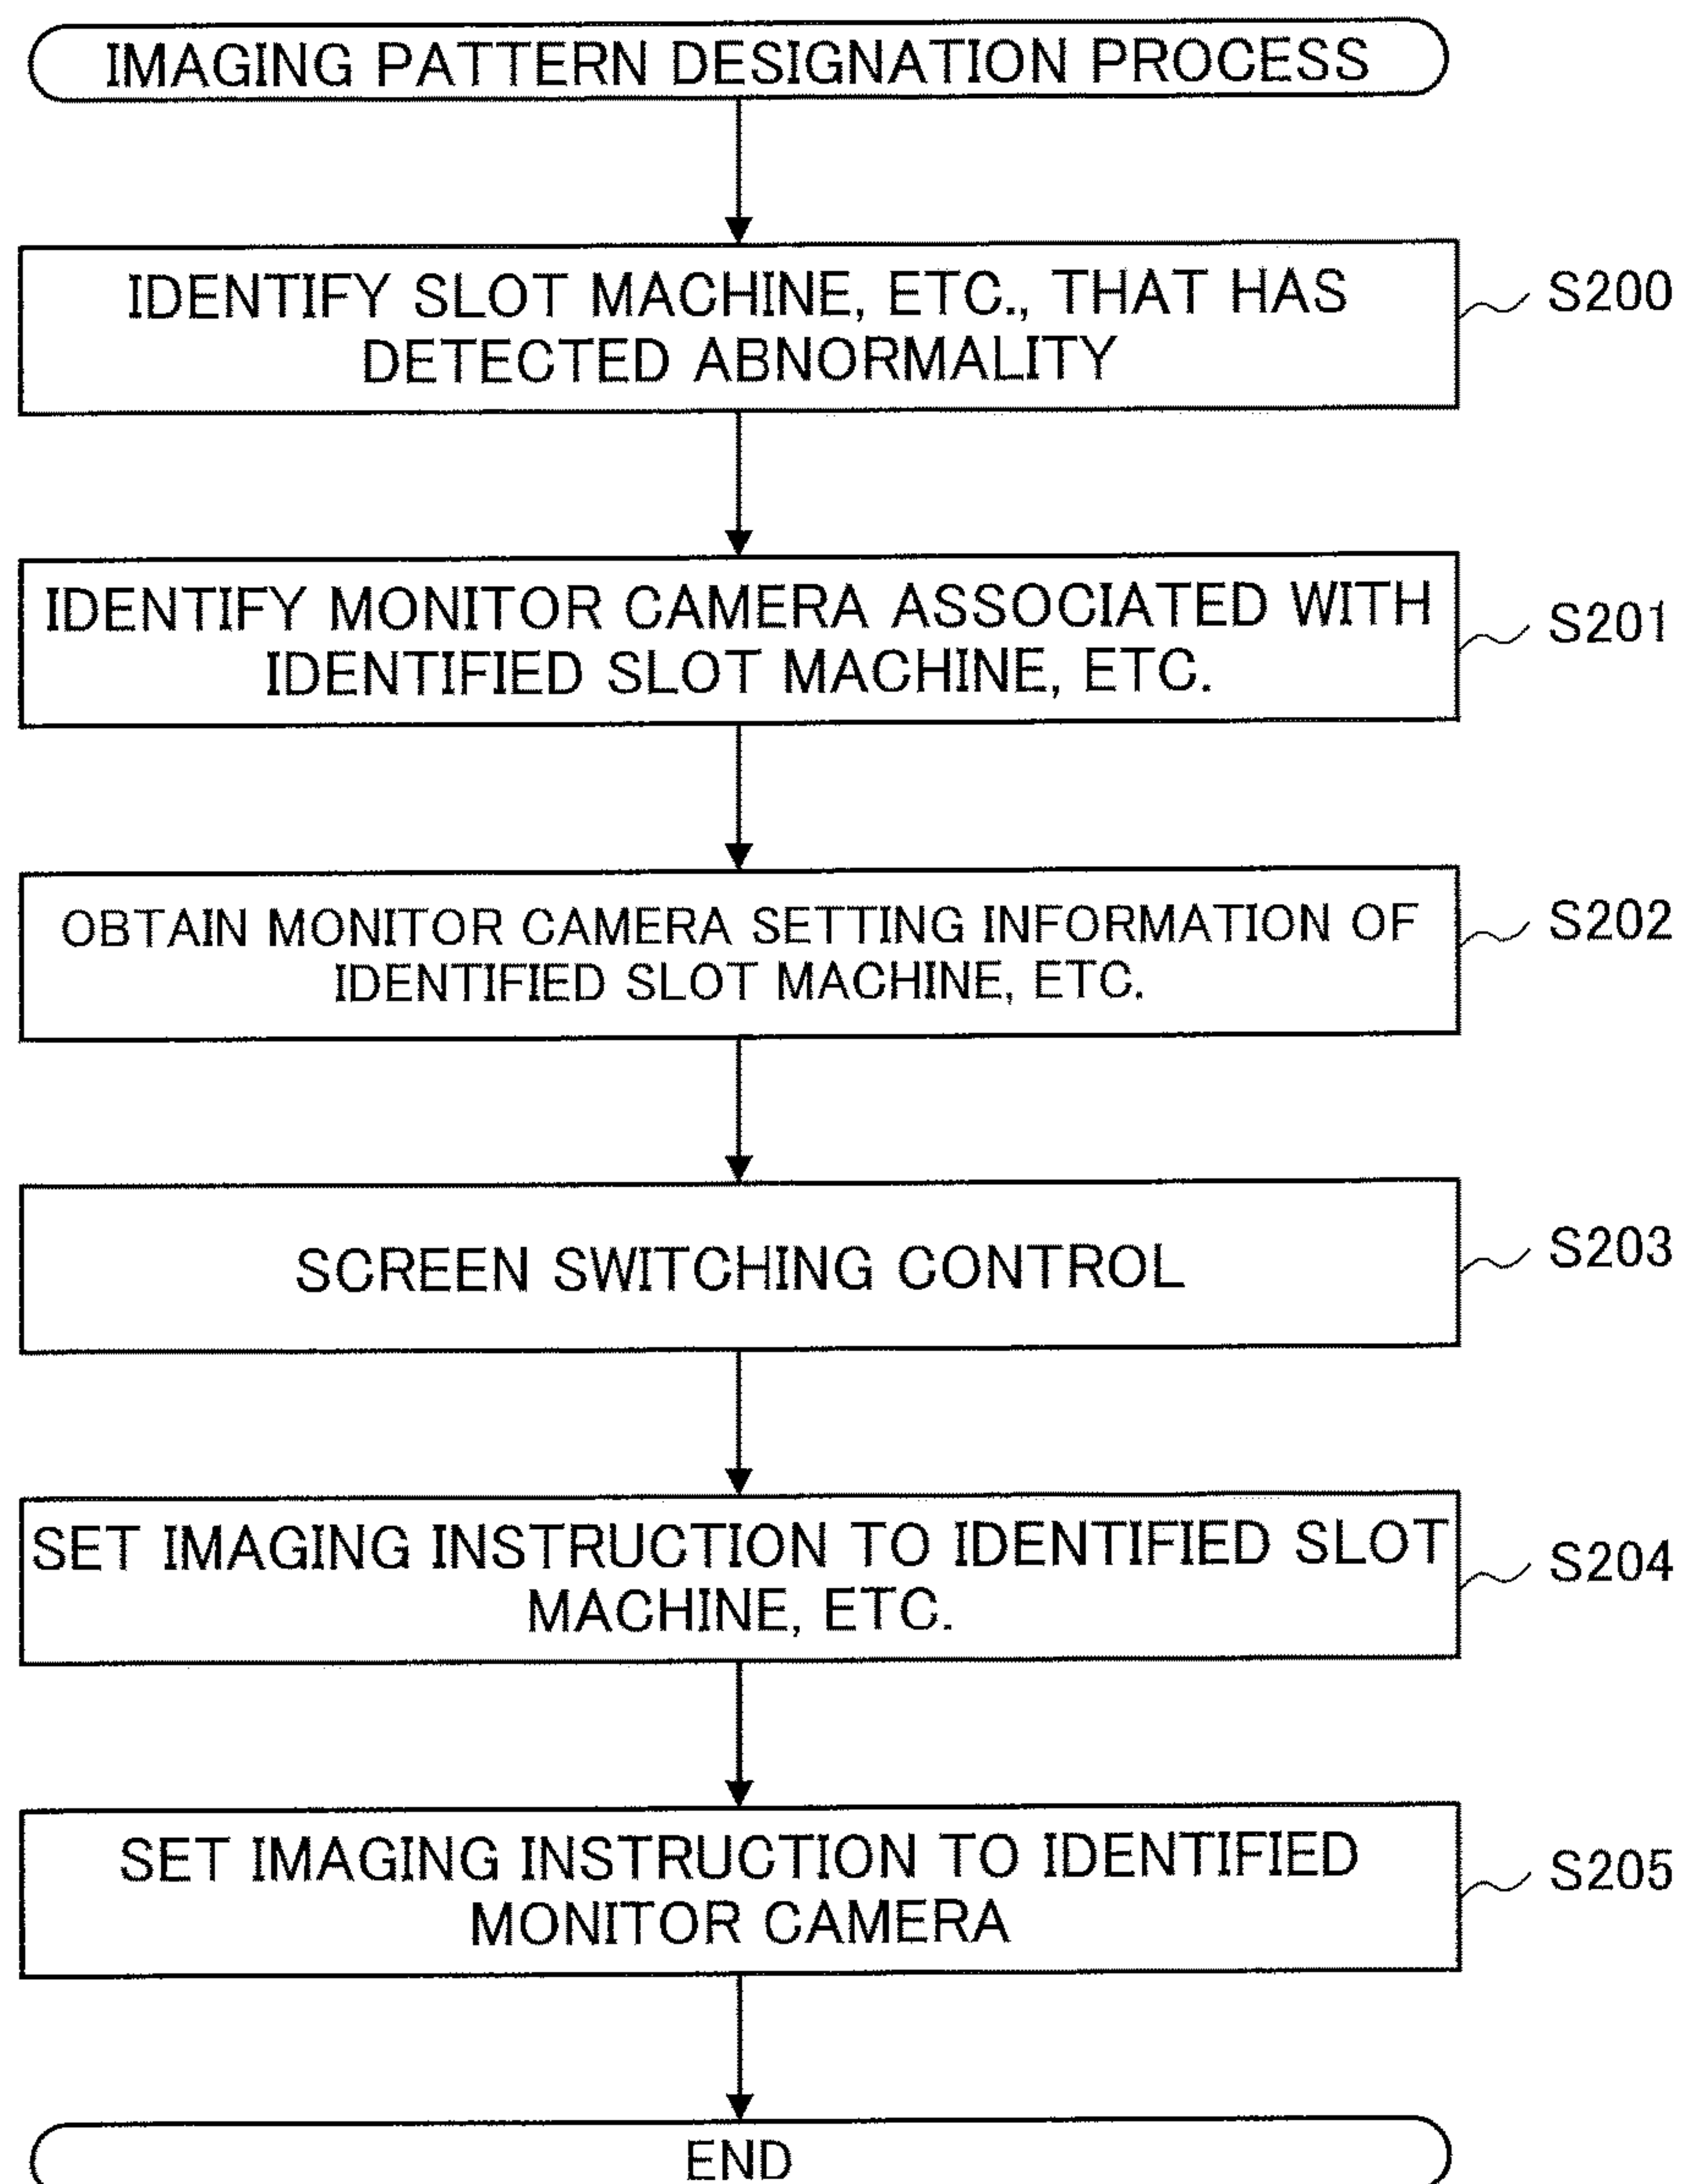 IMAGING PATTERN DESIGNATION PROCESS
IDENTIFY SLOT MACHINE, ETC., THAT HAS
DETECTED ABNORMALITY
S200
IDENTIFY MONITOR CAMERA ASSOCIATED WITH
IDENTIFIED SLOT MACHINE, ETC.
S201
OBTAIN MONITOR CAMERA SETTING INFORMATION OF
IDENTIFIED SLOT MACHINE, ETC.
S202
SCREEN SWITCHING CONTROL
S203
SET IMAGING INSTRUCTION TO IDENTIFIED SLOT
MACHINE, ETC.
S204
SET IMAGING INSTRUCTION TO IDENTIFIED
MONITOR CAMERA
S205
END